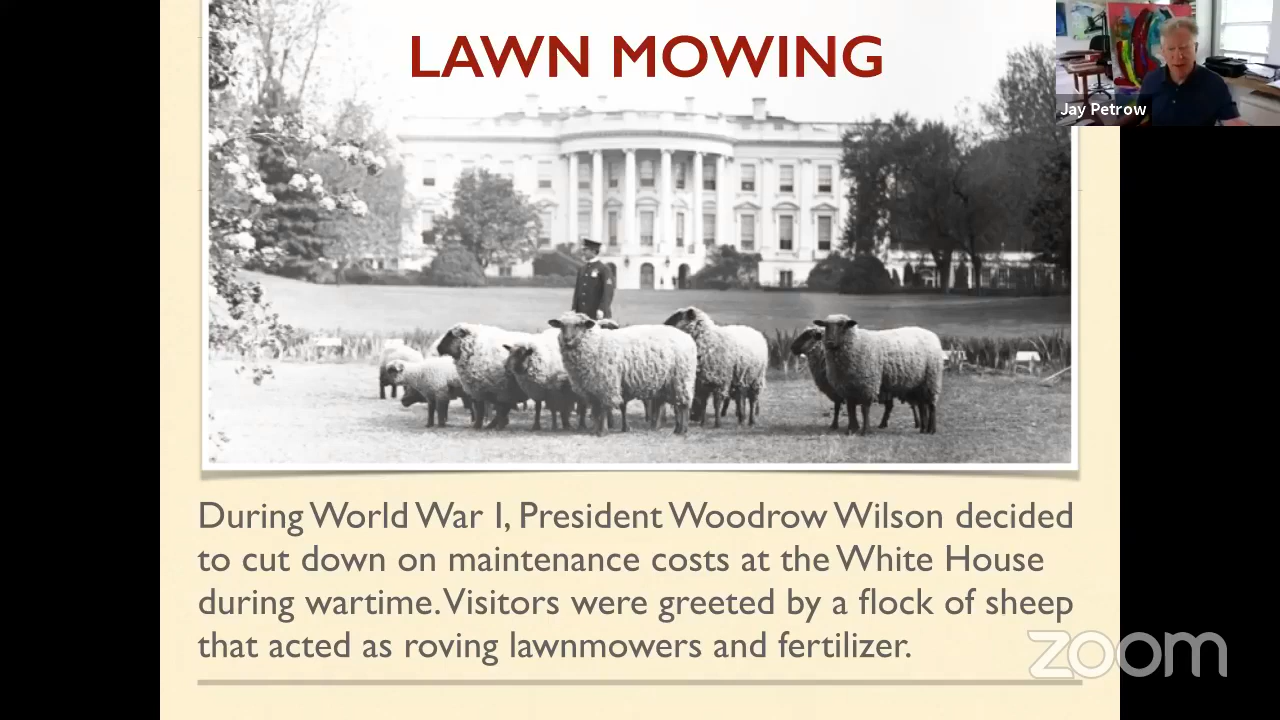 LAWN MOWING
Jay Petrow
During World War I, President Woodrow Wilson decided
to cut down on maintenance costs at the White House
during wartime. Visitors were greeted by a flock of sheep
that acted as roving lawnmowers and fertilizer.
zoom